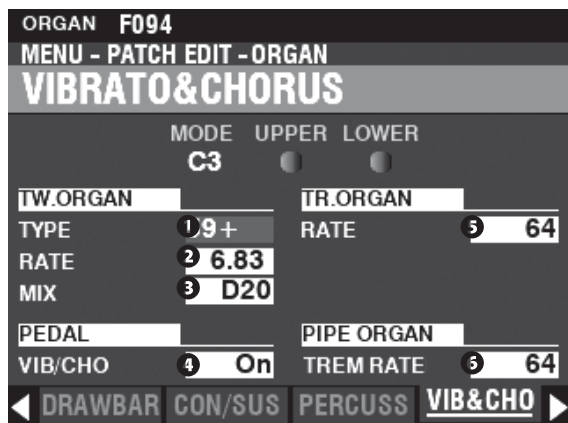 ORGAN F094
MENU - PATCH EDIT - ORGAN
VIBRATO&CHORUS
MODE UPPER LOWER
C3
TW.ORGAN TR.ORGAN
TYPE 1 9+ RATE 5 64
RATE 2 6.83
MIX 3 D20
PEDAL PIPE ORGAN
VIB/CHO 4 On TREM RATE 6 64
DRAWBAR CON/SUS PERCUSS VIB&CHO